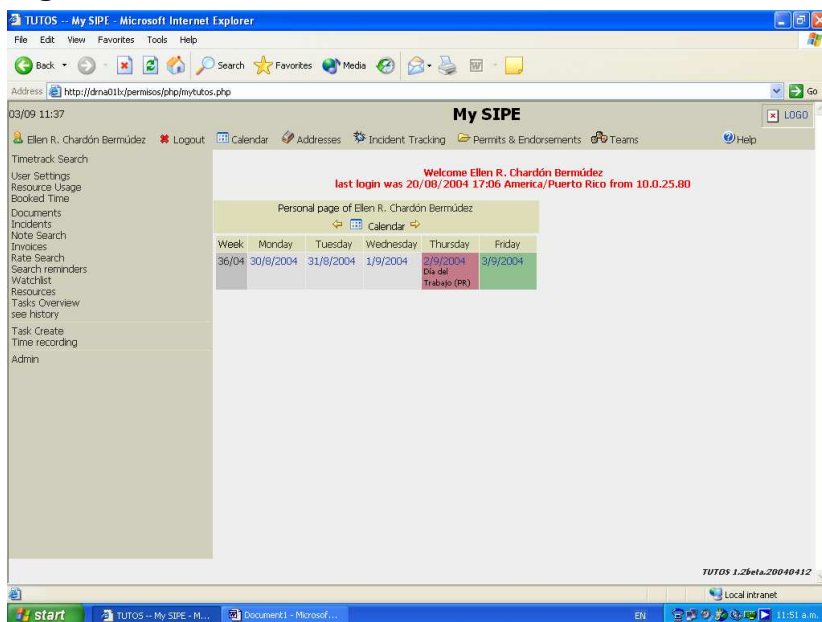 TUTOS -- My SIPE - Microsoft Internet Explorer
File Edit View Favorites Tools Help
Back Search Favorites Media
Address http://drna01lx/permisos/php/mytutos.php Go
03/09 11:37 My SIPE LOGO
Ellen R. Chardón Bermúdez Logout Calendar Addresses Incident Tracking Permits & Endorsements Teams Help
Timetrack Search
User Settings
Resource Usage
Booked Time
Documents
Incidents
Note Search
Invoices
Rate Search
Search reminders
Watchlist
Resources
Tasks Overview
see history
Task Create
Time recording
Admin
Welcome Ellen R. Chardón Bermúdez
last login was 20/08/2004 17:06 America/Puerto Rico from 10.0.25.80
Personal page of Ellen R. Chardón Bermúdez
Calendar
Week Monday Tuesday Wednesday Thursday Friday
36/04 30/8/2004 31/8/2004 1/9/2004 2/9/2004 3/9/2004
Día del
Trabajo (PR)
TUTOS 1.2beta.20040412
Local intranet
start TUTOS -- My SIPE - M... Document1 - Microsof... EN 11:51 a.m.